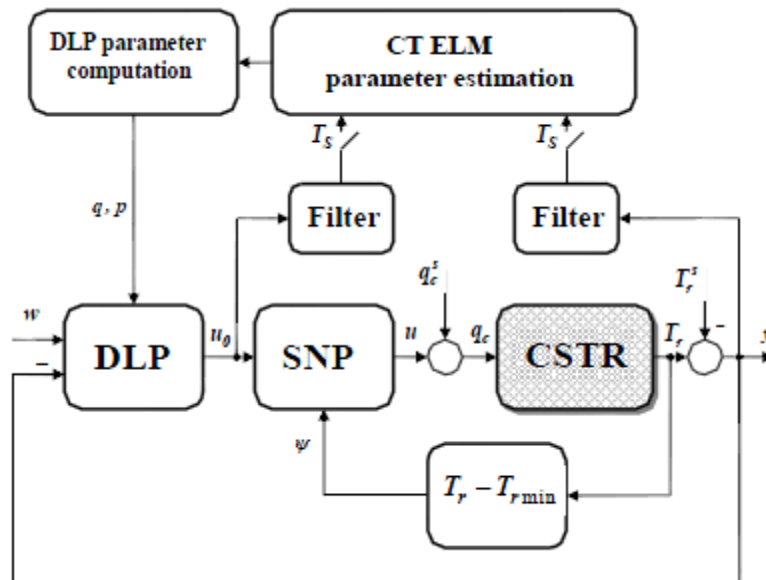 DLP parameter
computation
CT ELM
parameter estimation
T_S
T_S
q, p
Filter
Filter
q_c^s
T_r^s
w
–
DLP
u_0
SNP
u
q_c
CSTR
T_r
–
y
ψ
T_r – T_r min